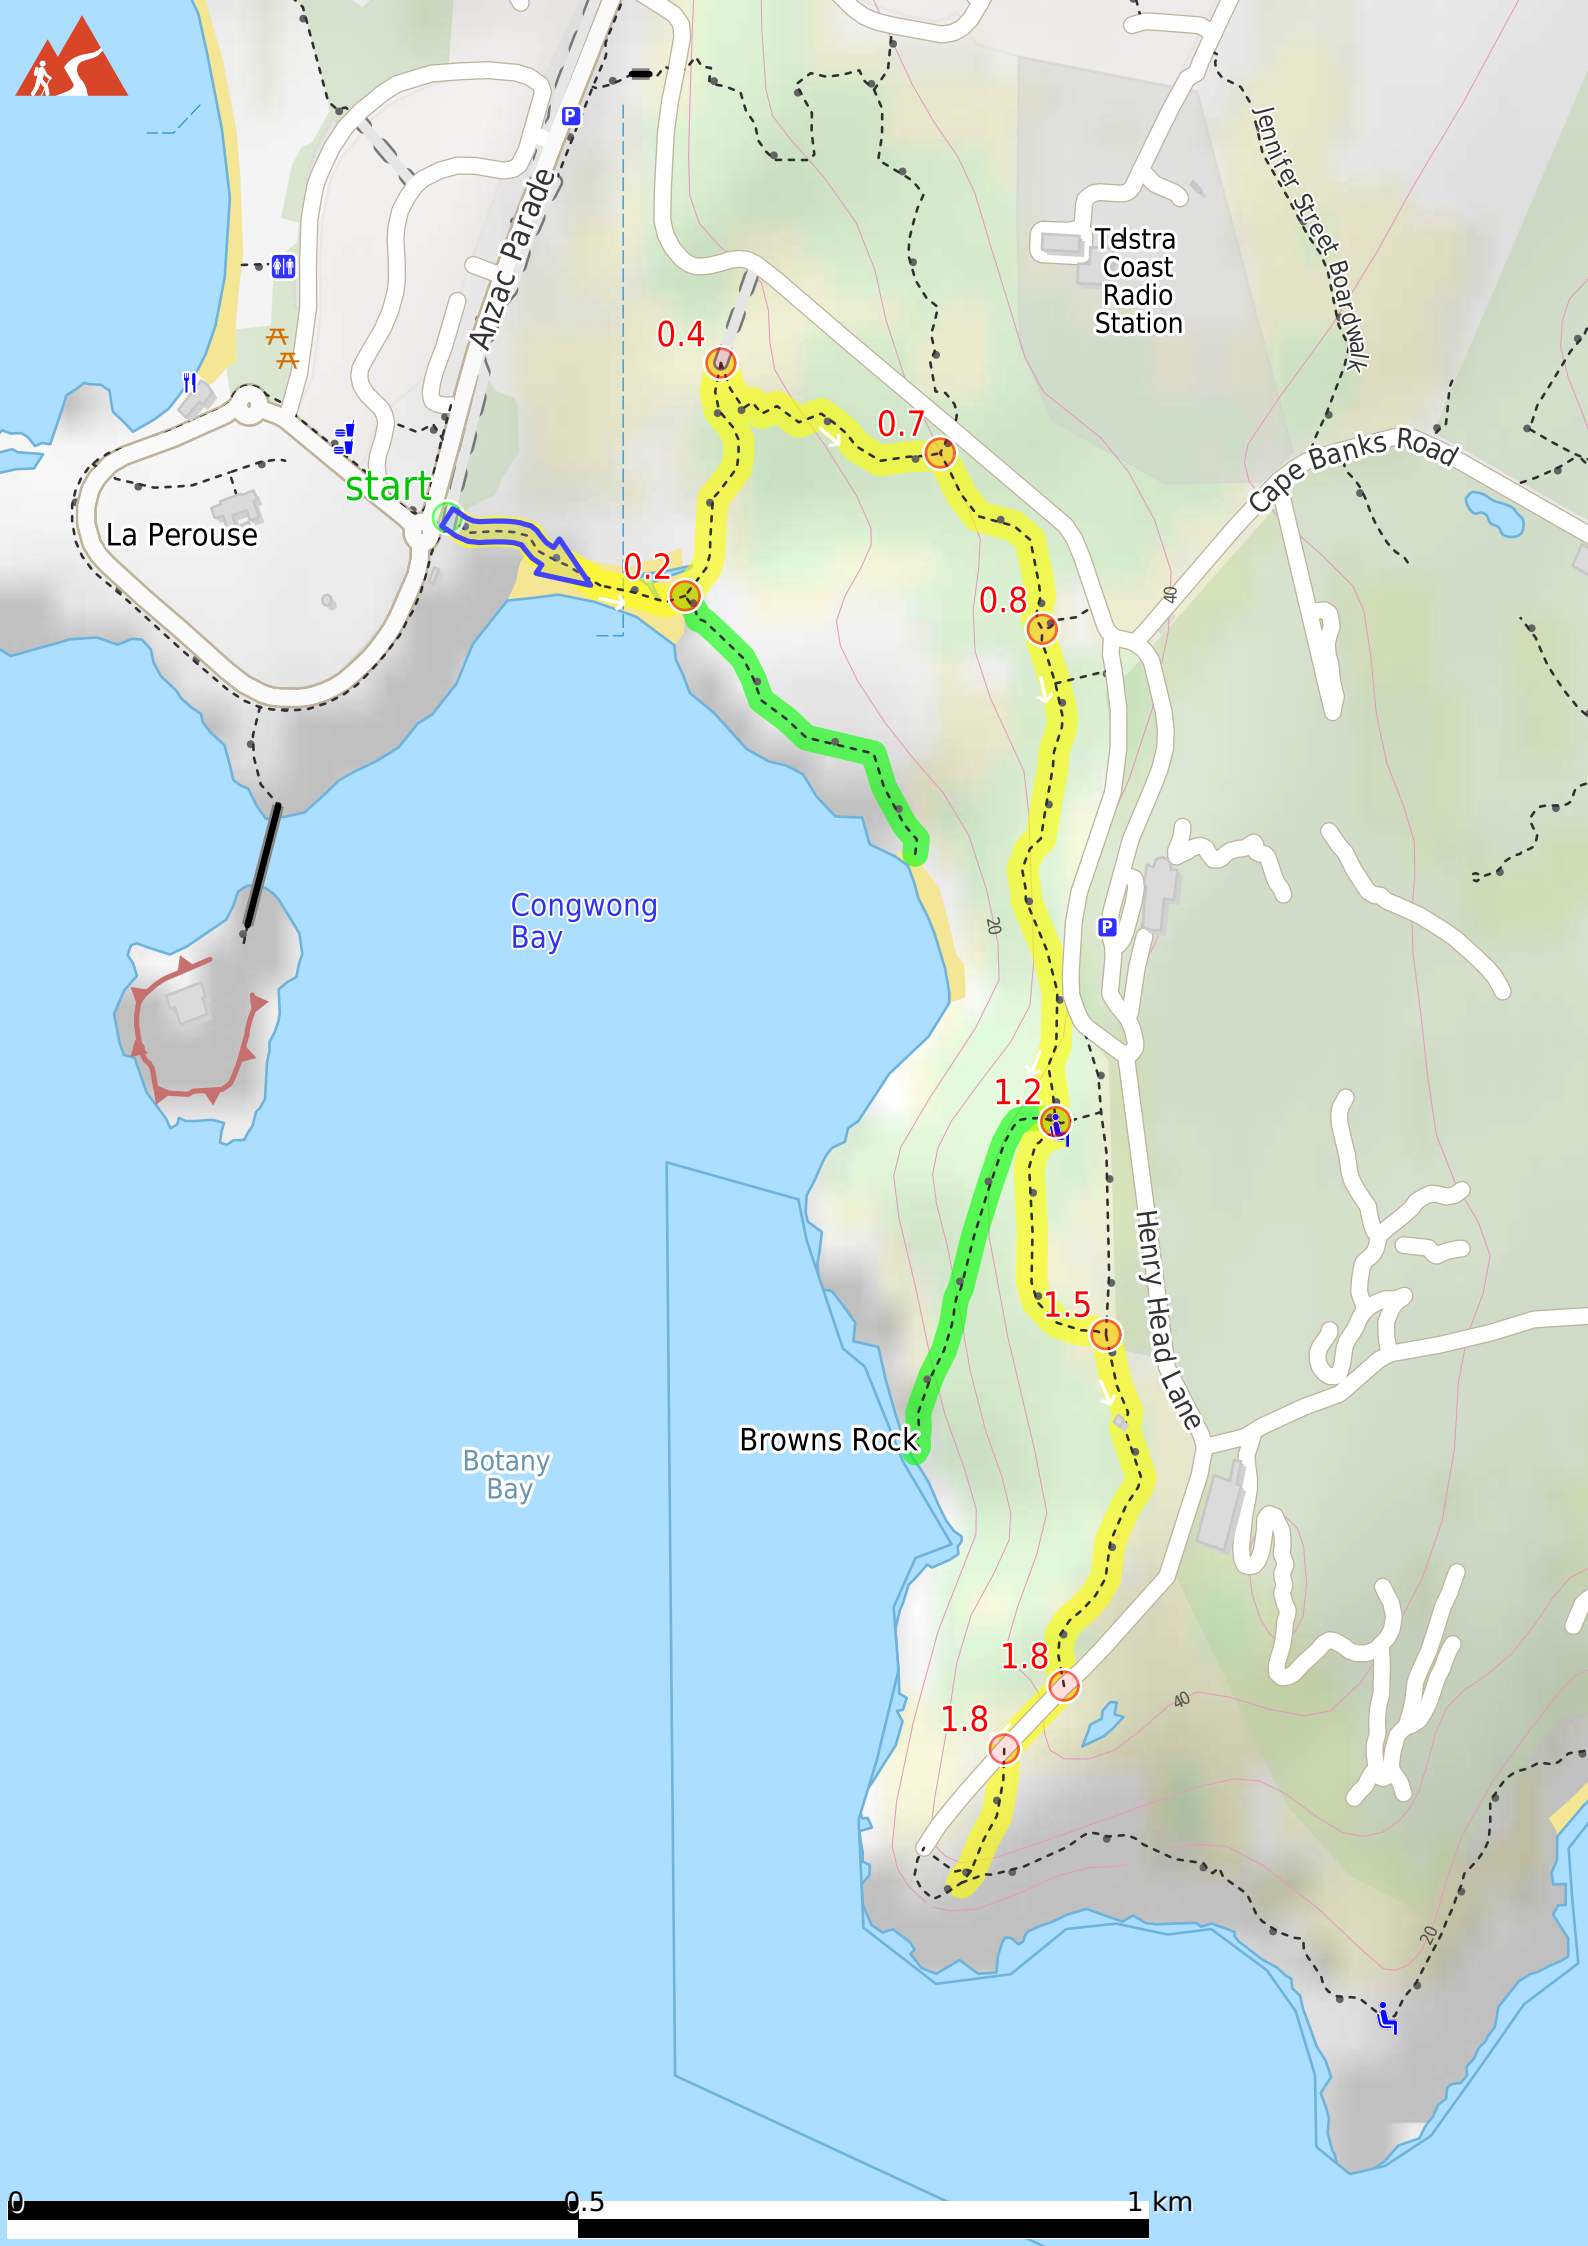 P
Anzac Parade
Jennifer Street Boardwalk
Telstra
Coast
Radio
Station
0.4
0.7
Cape Banks Road
start
La Perouse
0.2
0.8
40
20
P
Congwong
Bay
1.2
Henry Head Lane
1.5
Browns Rock
Botany
Bay
1.8
40
1.8
20
0
0.5
1 km